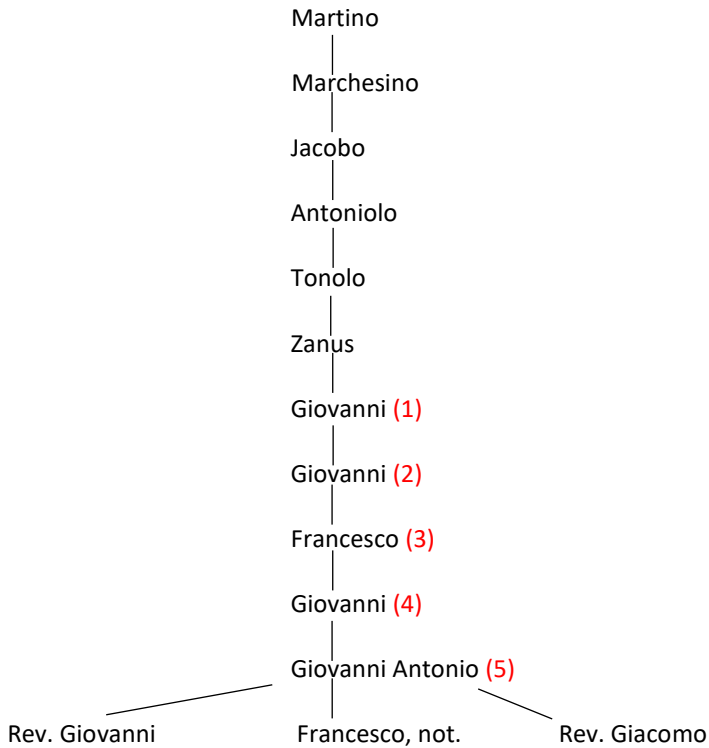 Martino
Marchesino
Jacobo
Antoniolo
Tonolo
Zanus
Giovanni (1)
Giovanni (2)
Francesco (3)
Giovanni (4)
Giovanni Antonio (5)
Rev. Giovanni Francesco, not. Rev. Giacomo